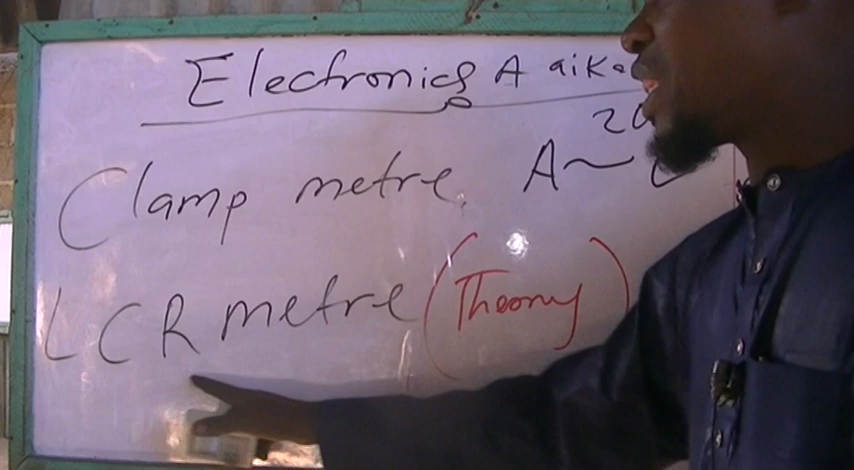 Electronics A aika
Clamp metre. A~
LCR metre (Theory)